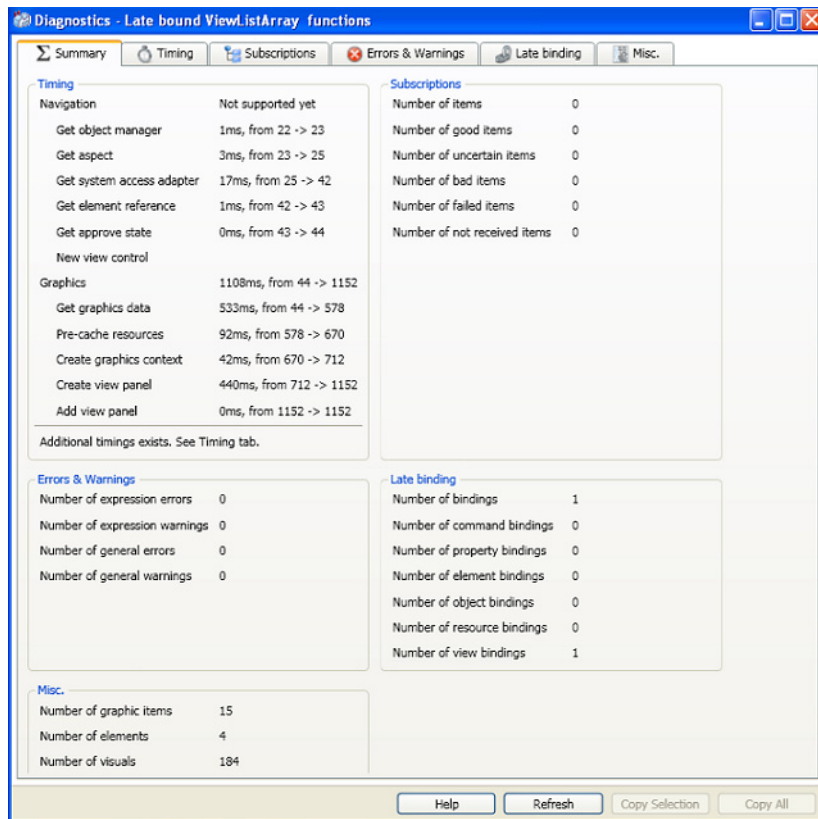 Diagnostics - Late bound ViewListArray functions
Summary
Timing
Subscriptions
Errors & Warnings
Late binding
Misc.
Timing
Navigation Not supported yet
Get object manager 1ms, from 22 -> 23
Get aspect 3ms, from 23 -> 25
Get system access adapter 17ms, from 25 -> 42
Get element reference 1ms, from 42 -> 43
Get approve state 0ms, from 43 -> 44
New view control
Graphics 1108ms, from 44 -> 1152
Get graphics data 533ms, from 44 -> 578
Pre-cache resources 92ms, from 578 -> 670
Create graphics context 42ms, from 670 -> 712
Create view panel 440ms, from 712 -> 1152
Add view panel 0ms, from 1152 -> 1152
Additional timings exists. See Timing tab.
Subscriptions
Number of items 0
Number of good items 0
Number of uncertain items 0
Number of bad items 0
Number of failed items 0
Number of not received items 0
Errors & Warnings
Number of expression errors 0
Number of expression warnings 0
Number of general errors 0
Number of general warnings 0
Late binding
Number of bindings 1
Number of command bindings 0
Number of property bindings 0
Number of element bindings 0
Number of object bindings 0
Number of resource bindings 0
Number of view bindings 1
Misc.
Number of graphic items 15
Number of elements 4
Number of visuals 184
Help
Refresh
Copy Selection
Copy All